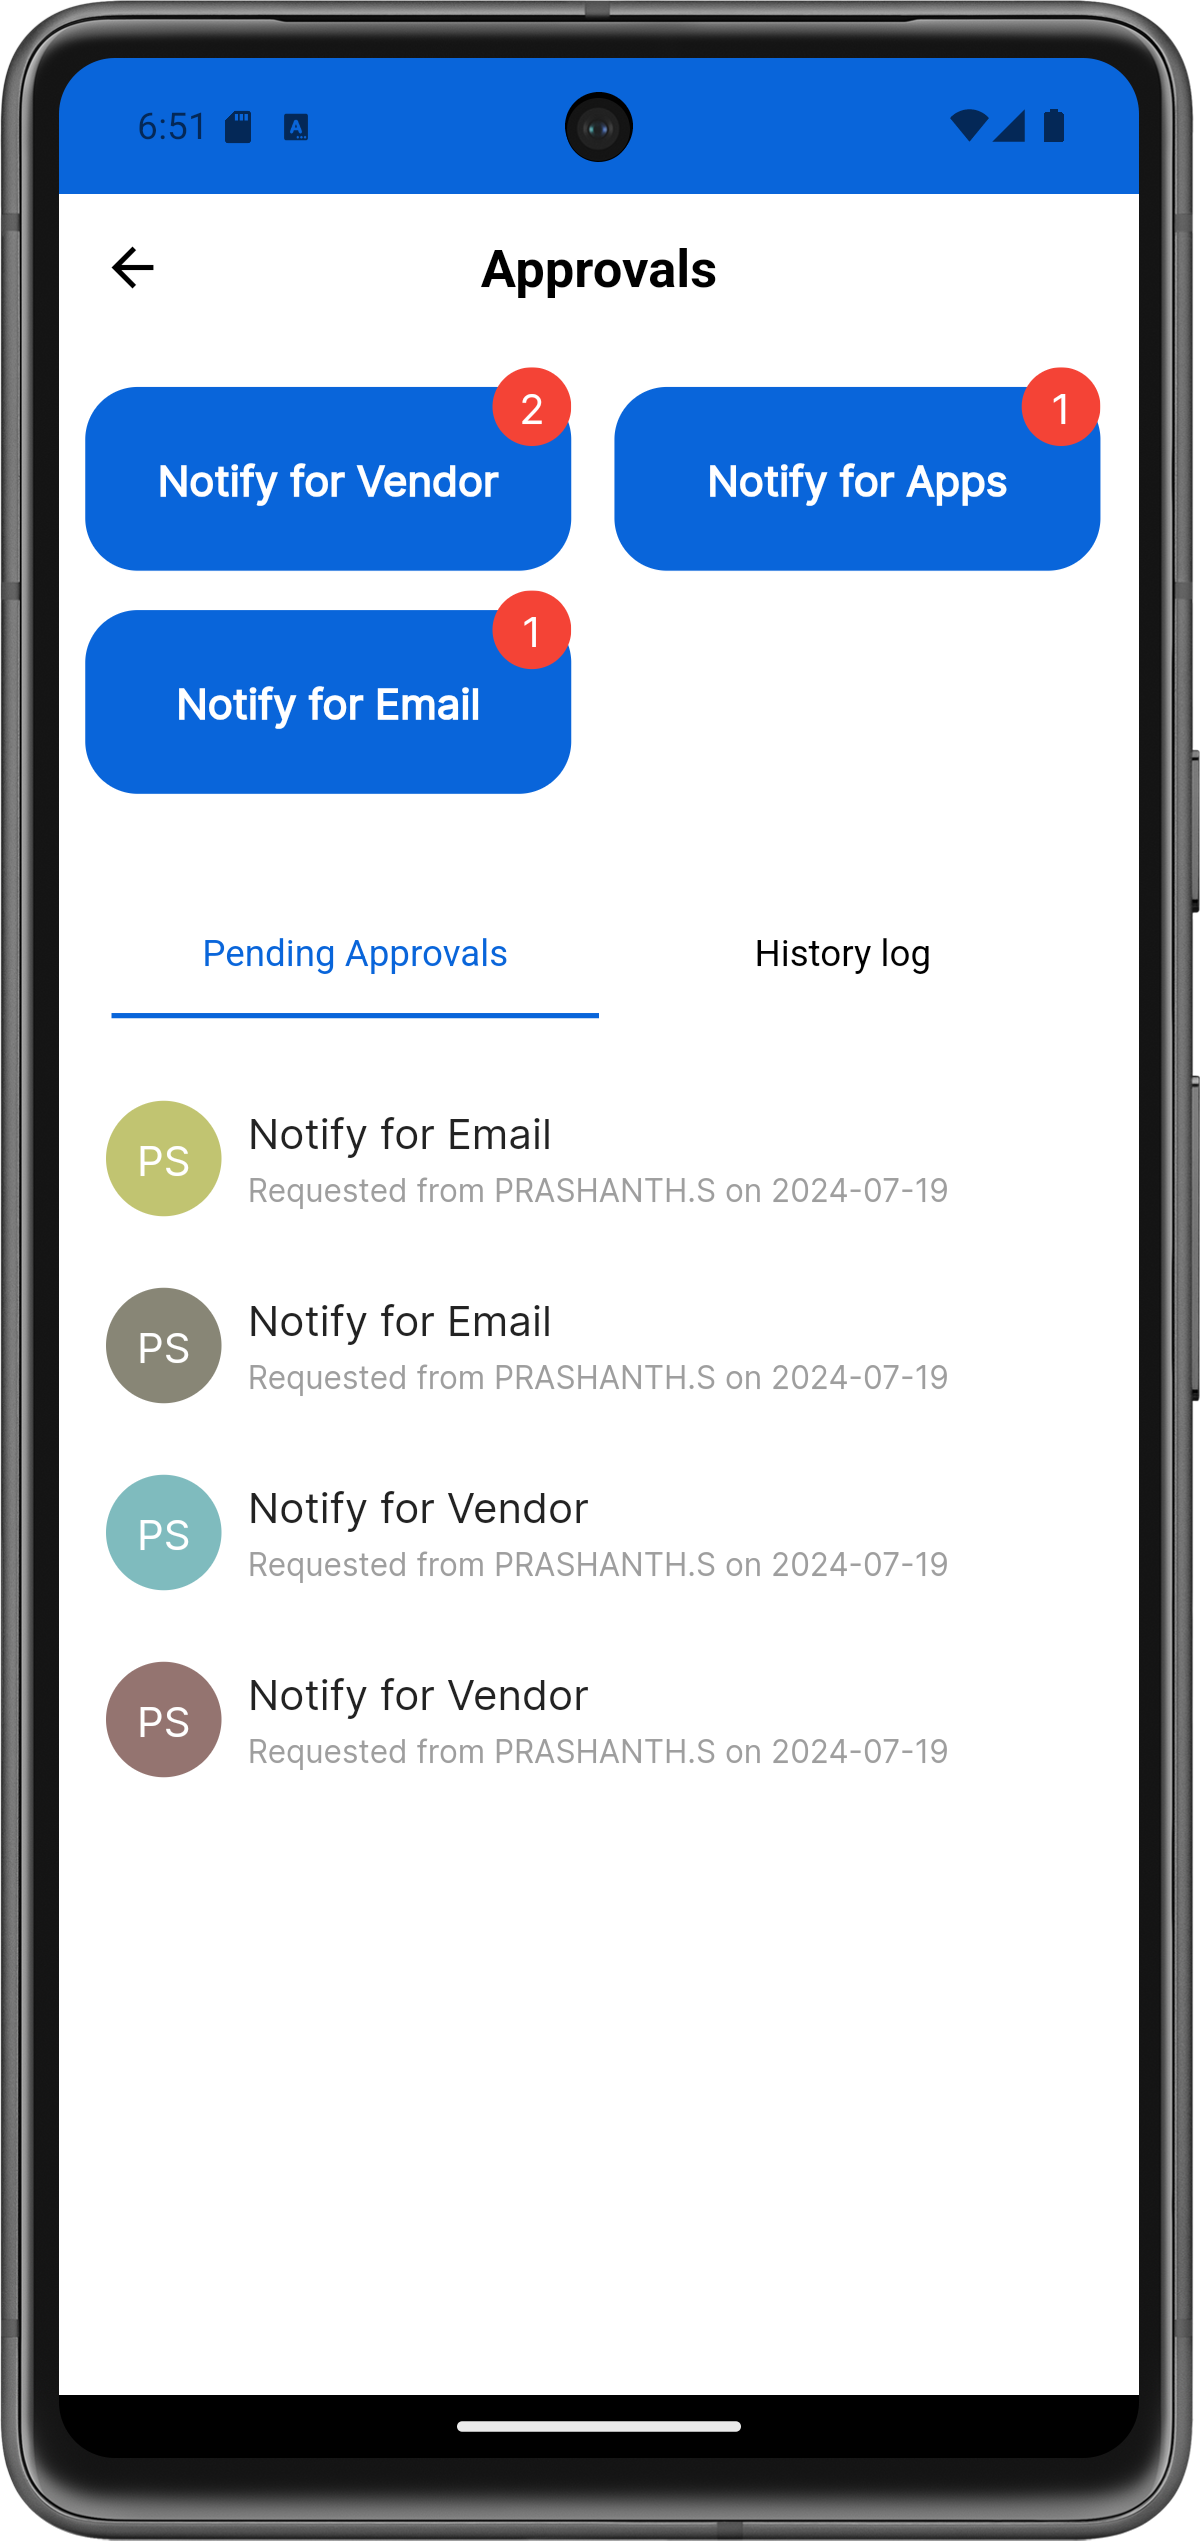 6:51
Approvals
2
1
Notify for Vendor
Notify for Apps
1
Notify for Email
Pending Approvals
History log
PS
Notify for Email
Requested from PRASHANTH.S on 2024-07-19
PS
Notify for Email
Requested from PRASHANTH.S on 2024-07-19
PS
Notify for Vendor
Requested from PRASHANTH.S on 2024-07-19
PS
Notify for Vendor
Requested from PRASHANTH.S on 2024-07-19